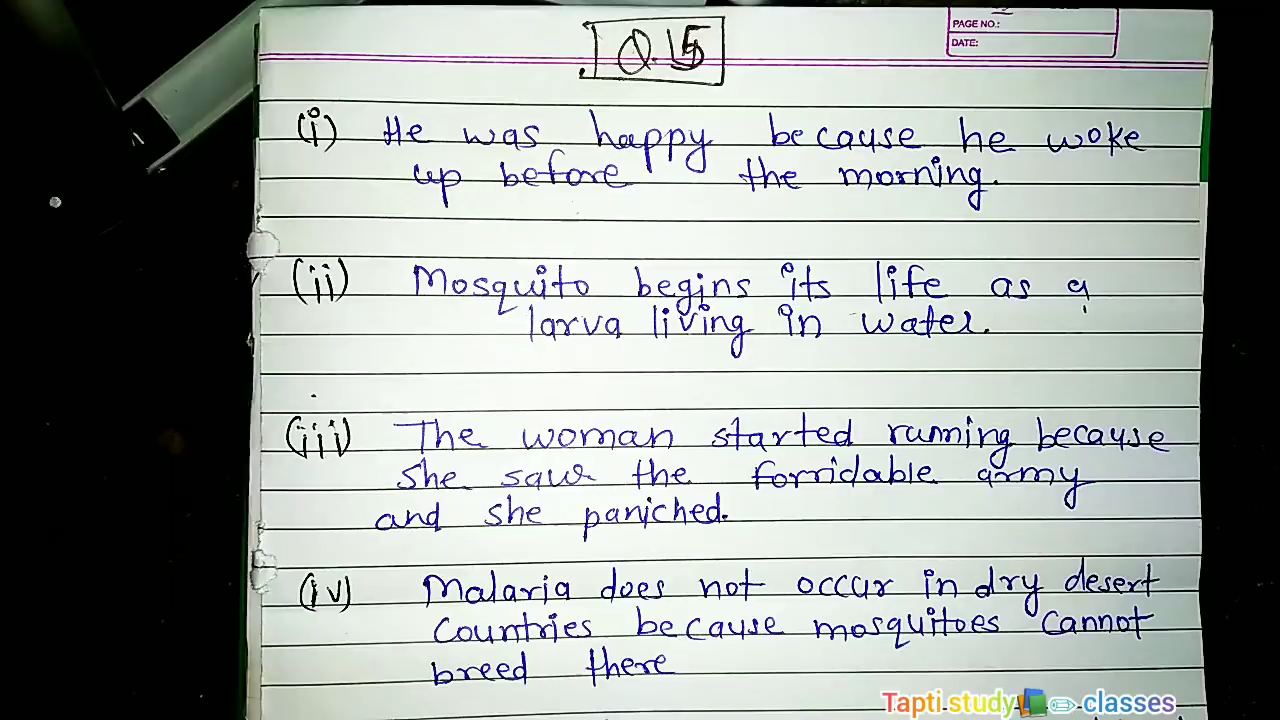 PAGE NO.:
DATE:
Q.15
(i) He was happy because he woke
up before the morning.
(ii) Mosquito begins its life as a
larva living in water.
(iii) The woman started running because
she saw the formidable army
and she paniched.
(iv) Malaria does not occur in dry desert
Countries because mosquitoes cannot
breed there
Tapti study classes